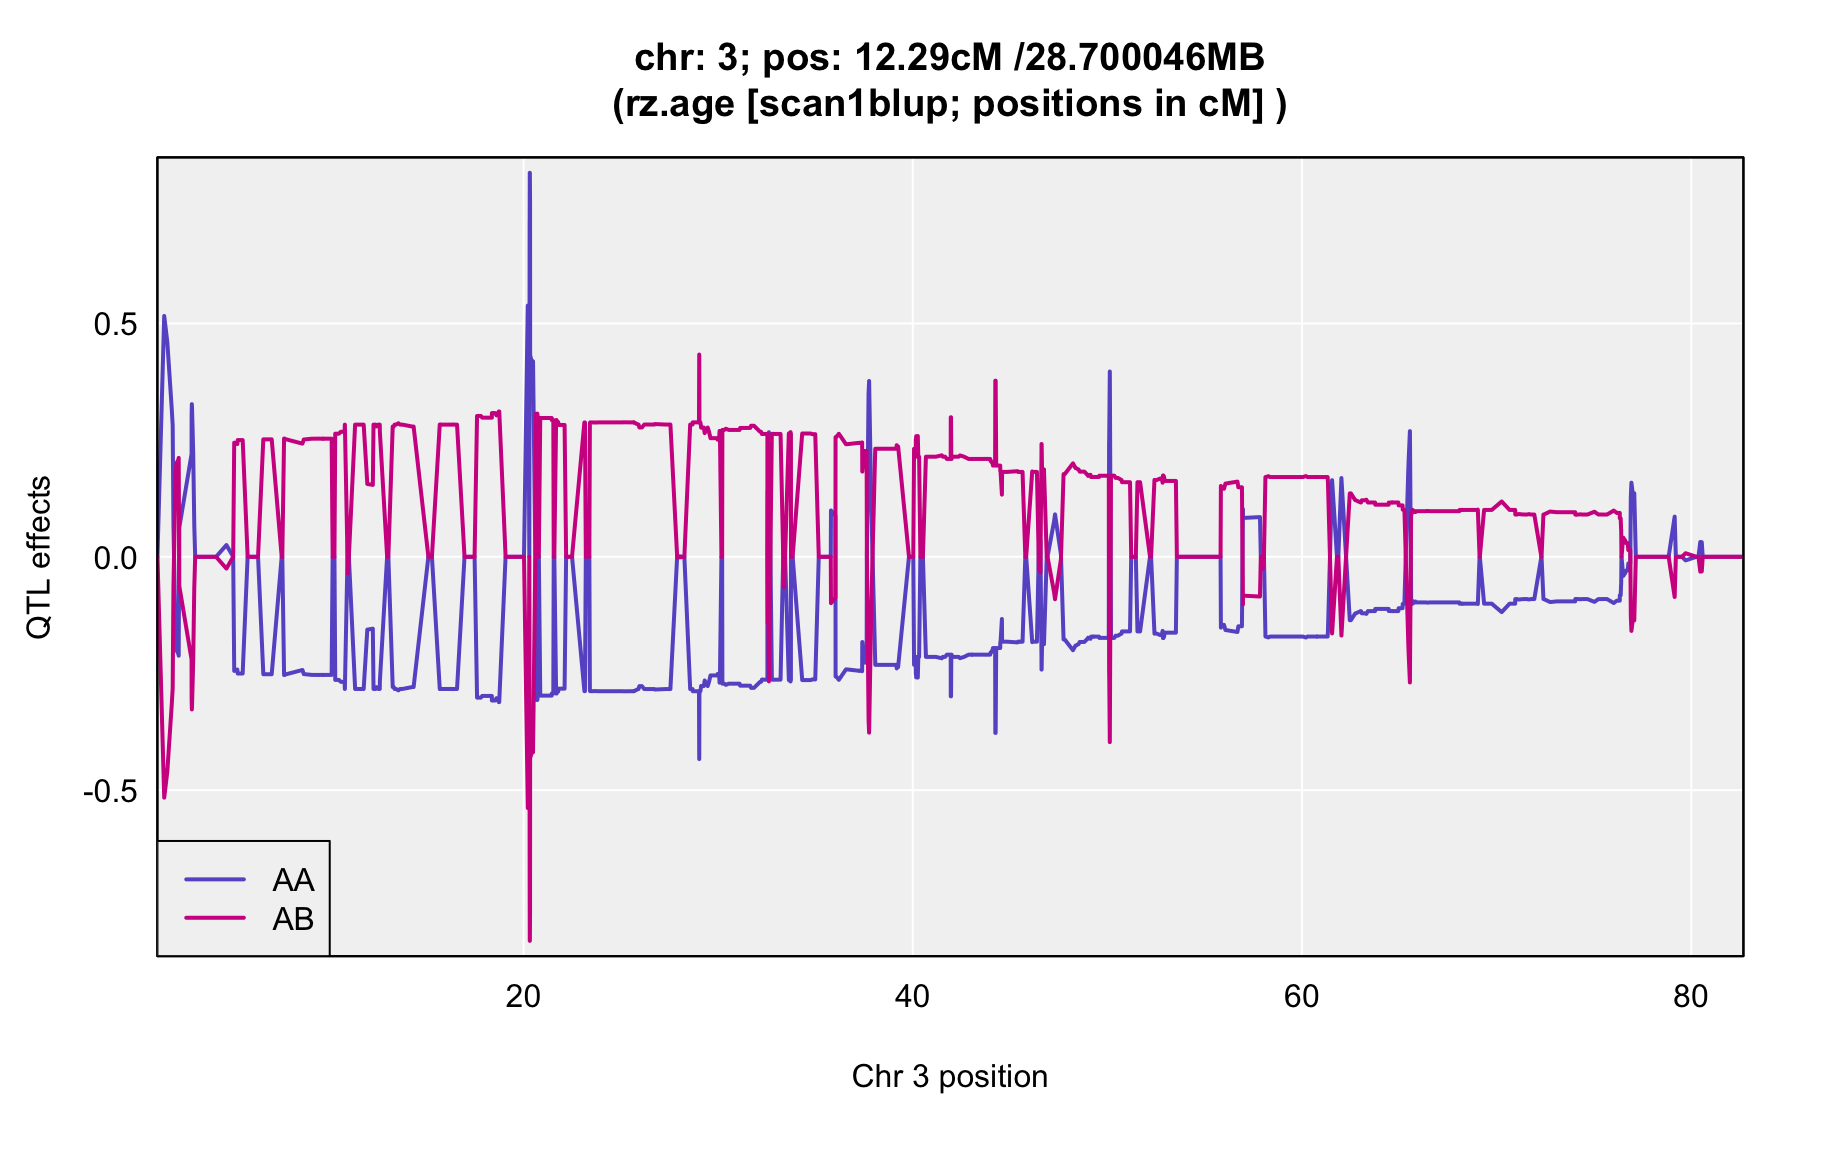 chr: 3; pos: 12.29cM /28.700046MB
(rz.age [scan1blup; positions in cM] )
QTL effects
0.5
0.0
-0.5
AA
AB
20 40 60 80
Chr 3 position